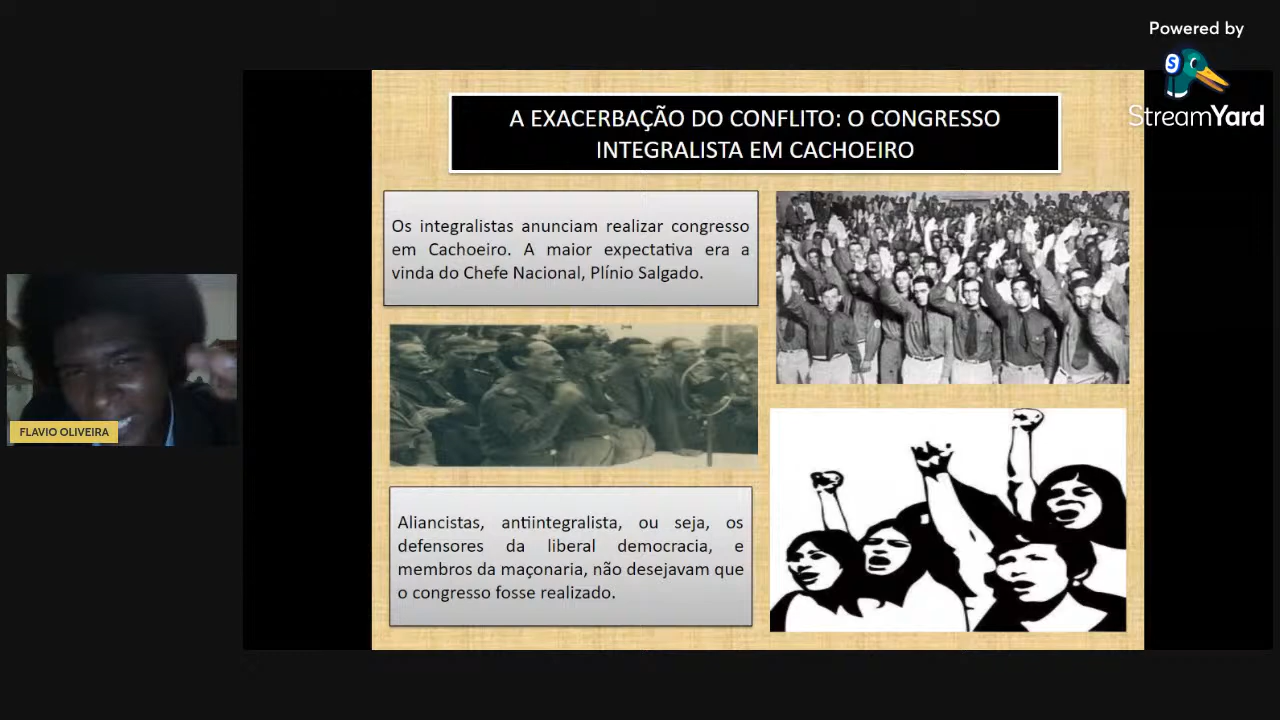 Powered by
StreamYard
A EXACERBAÇÃO DO CONFLITO: O CONGRESSO
INTEGRALISTA EM CACHOEIRO
Os integralistas anunciam realizar congresso
em Cachoeiro. A maior expectativa era a
vinda do Chefe Nacional, Plínio Salgado.
FLAVIO OLIVEIRA
Aliancistas, antiintegralista, ou seja, os
defensores da liberal democracia, e
membros da maçonaria, não desejavam que
o congresso fosse realizado.